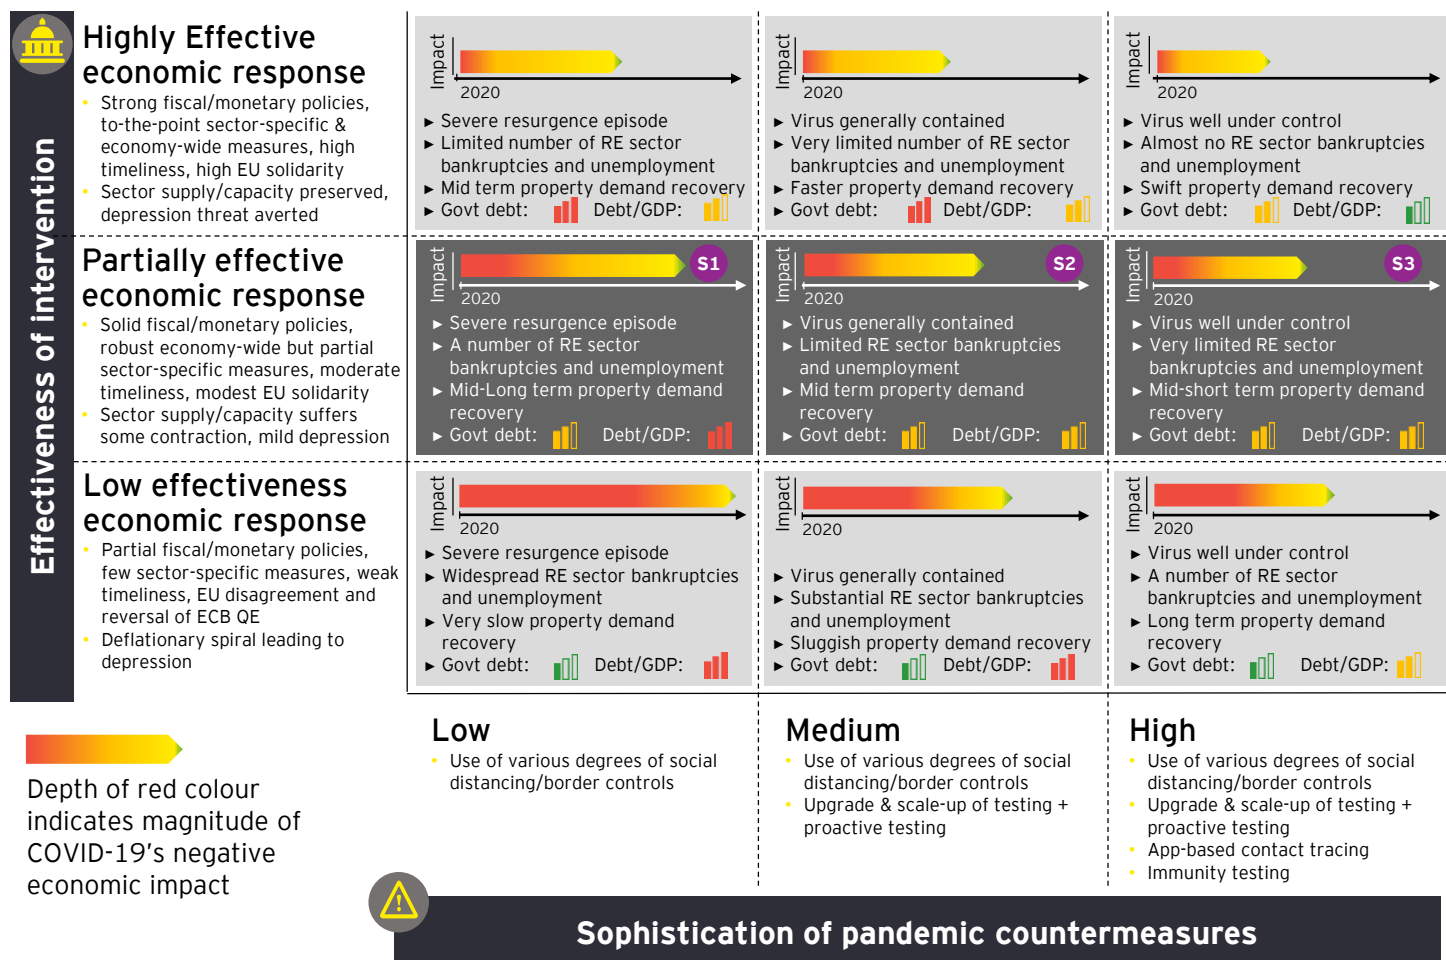 Effectiveness of intervention
Highly Effective
economic response
• Strong fiscal/monetary policies,
to-the-point sector-specific &
economy-wide measures, high
timeliness, high EU solidarity
• Sector supply/capacity preserved,
depression threat averted
Impact
2020
► Severe resurgence episode
► Limited number of RE sector
bankruptcies and unemployment
► Mid term property demand recovery
► Govt debt: Debt/GDP:
Impact
2020
► Virus generally contained
► Very limited number of RE sector
bankruptcies and unemployment
► Faster property demand recovery
► Govt debt: Debt/GDP:
Impact
2020
► Virus well under control
► Almost no RE sector bankruptcies
and unemployment
► Swift property demand recovery
► Govt debt: Debt/GDP:
Partially effective
economic response
• Solid fiscal/monetary policies,
robust economy-wide but partial
sector-specific measures, moderate
timeliness, modest EU solidarity
• Sector supply/capacity suffers
some contraction, mild depression
Impact
S1
2020
► Severe resurgence episode
► A number of RE sector
bankruptcies and unemployment
► Mid-Long term property demand
recovery
► Govt debt: Debt/GDP:
Impact
S2
2020
► Virus generally contained
► Limited RE sector bankruptcies
and unemployment
► Mid term property demand
recovery
► Govt debt: Debt/GDP:
Impact
S3
2020
► Virus well under control
► Very limited RE sector
bankruptcies and unemployment
► Mid-short term property demand
recovery
► Govt debt: Debt/GDP:
Low effectiveness
economic response
• Partial fiscal/monetary policies,
few sector-specific measures, weak
timeliness, EU disagreement and
reversal of ECB QE
• Deflationary spiral leading to
depression
Impact
2020
► Severe resurgence episode
► Widespread RE sector bankruptcies
and unemployment
► Very slow property demand
recovery
► Govt debt: Debt/GDP:
Impact
2020
► Virus generally contained
► Substantial RE sector bankruptcies
and unemployment
► Sluggish property demand recovery
► Govt debt: Debt/GDP:
Impact
2020
► Virus well under control
► A number of RE sector
bankruptcies and unemployment
► Long term property demand
recovery
► Govt debt: Debt/GDP:
Depth of red colour
indicates magnitude of
COVID-19's negative
economic impact
Low
• Use of various degrees of social
distancing/border controls
Medium
• Use of various degrees of social
distancing/border controls
• Upgrade & scale-up of testing +
proactive testing
High
• Use of various degrees of social
distancing/border controls
• Upgrade & scale-up of testing +
proactive testing
• App-based contact tracing
• Immunity testing
Sophistication of pandemic countermeasures